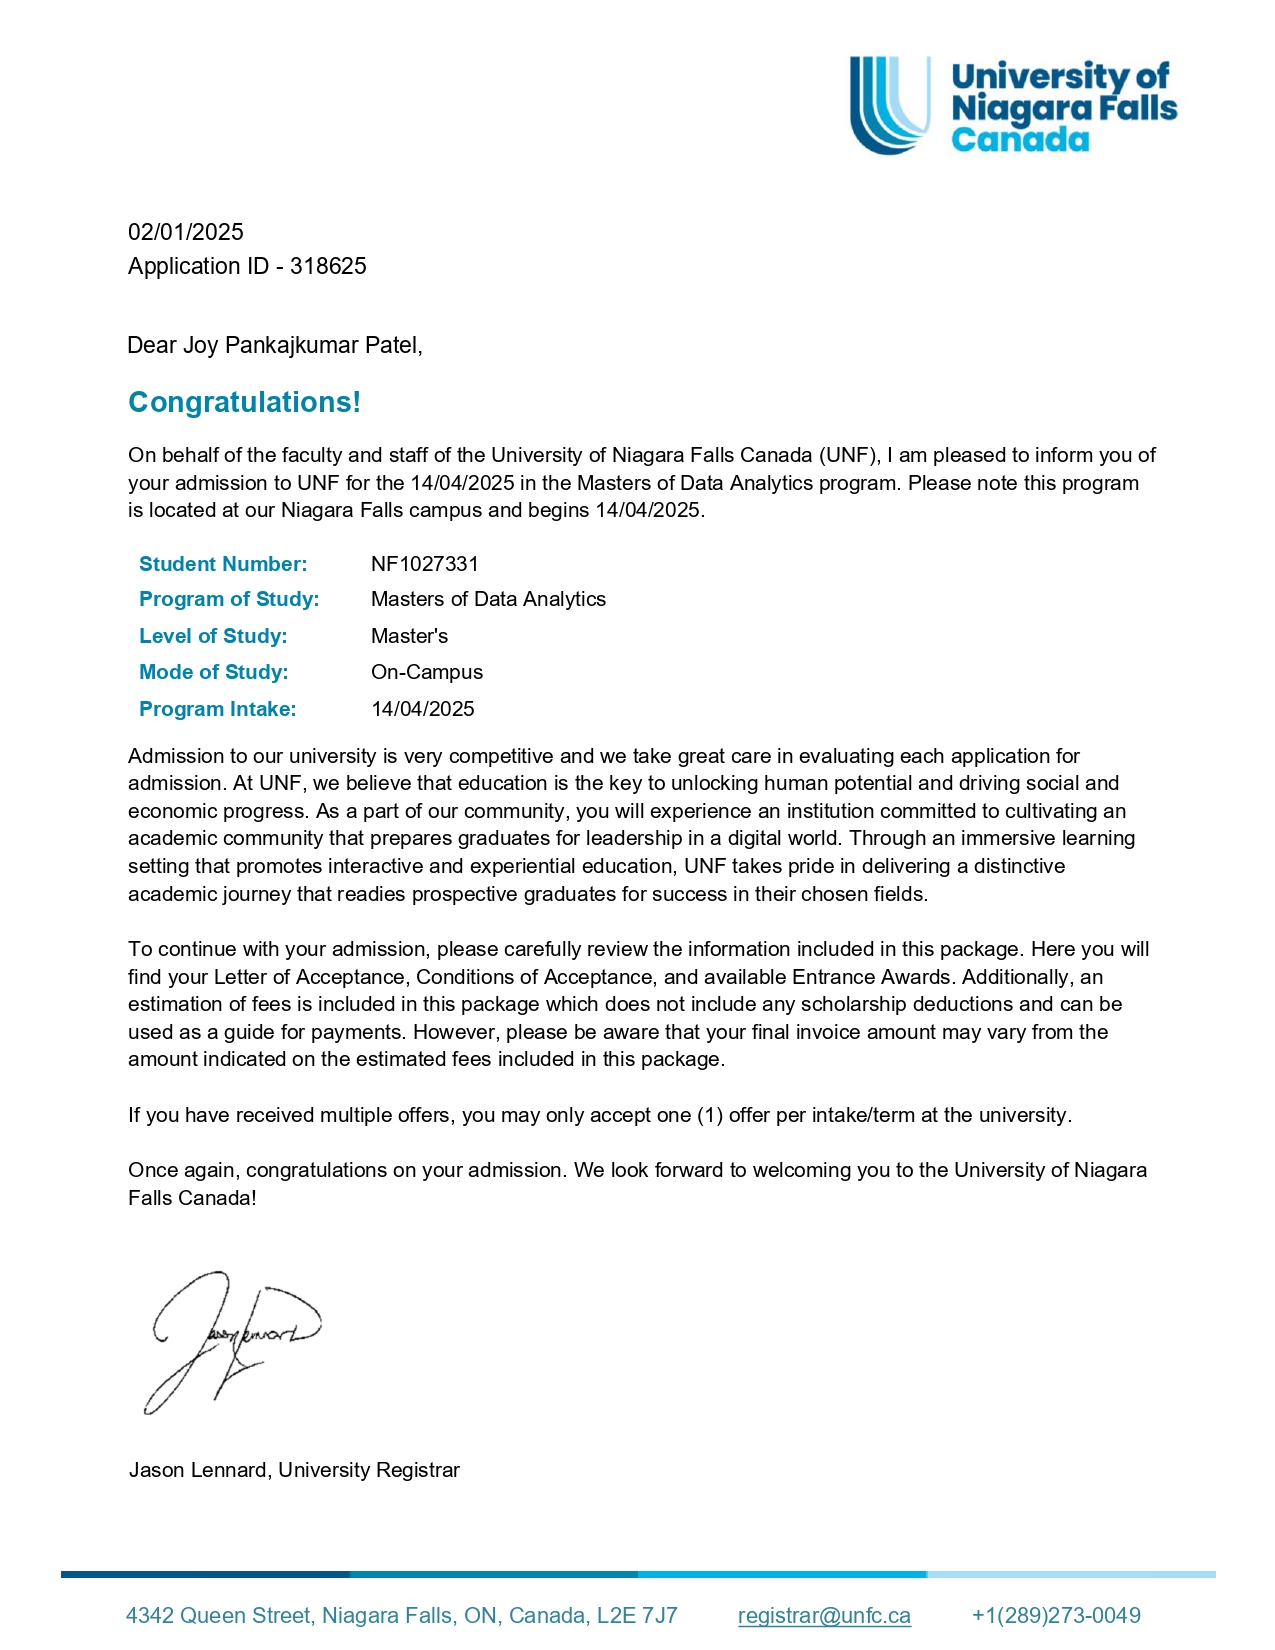 University of
Niagara Falls
Canada
02/01/2025
Application ID - 318625
Dear Joy Pankajkumar Patel,
Congratulations!
On behalf of the faculty and staff of the University of Niagara Falls Canada (UNF), I am pleased to inform you of
your admission to UNF for the 14/04/2025 in the Masters of Data Analytics program. Please note this program
is located at our Niagara Falls campus and begins 14/04/2025.
Student Number: NF1027331
Program of Study: Masters of Data Analytics
Level of Study: Master's
Mode of Study: On-Campus
Program Intake: 14/04/2025
Admission to our university is very competitive and we take great care in evaluating each application for
admission. At UNF, we believe that education is the key to unlocking human potential and driving social and
economic progress. As a part of our community, you will experience an institution committed to cultivating an
academic community that prepares graduates for leadership in a digital world. Through an immersive learning
setting that promotes interactive and experiential education, UNF takes pride in delivering a distinctive
academic journey that readies prospective graduates for success in their chosen fields.
To continue with your admission, please carefully review the information included in this package. Here you will
find your Letter of Acceptance, Conditions of Acceptance, and available Entrance Awards. Additionally, an
estimation of fees is included in this package which does not include any scholarship deductions and can be
used as a guide for payments. However, please be aware that your final invoice amount may vary from the
amount indicated on the estimated fees included in this package.
If you have received multiple offers, you may only accept one (1) offer per intake/term at the university.
Once again, congratulations on your admission. We look forward to welcoming you to the University of Niagara
Falls Canada!
Jason Lennard
Jason Lennard, University Registrar
4342 Queen Street, Niagara Falls, ON, Canada, L2E 7J7 registrar@unfc.ca +1(289)273-0049